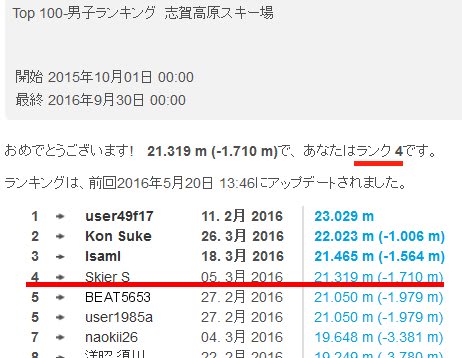 Top 100-男子ランキング 志賀高原スキー場
開始 2015年10月01日 00:00
最終 2016年9月30日 00:00
おめでとうございます! 21.319 m (-1.710 m)で、あなたはランク 4です。
ランキングは、前回2016年5月20日 13:46にアップデートされました。
1 user49f17 11. 2月 2016 23.029 m
2 Kon Suke 26. 3月 2016 22.023 m (-1.006 m)
3 Isami 18. 3月 2016 21.465 m (-1.564 m)
4 Skier S 05. 3月 2016 21.319 m (-1.710 m)
5 BEAT5653 27. 2月 2016 21.050 m (-1.979 m)
5 user1985a 27. 2月 2016 21.050 m (-1.979 m)
7 naokii26 04. 3月 2016 19.648 m (-3.381 m)
8 22. 2月 2016 19.249 m (-3.780 m)